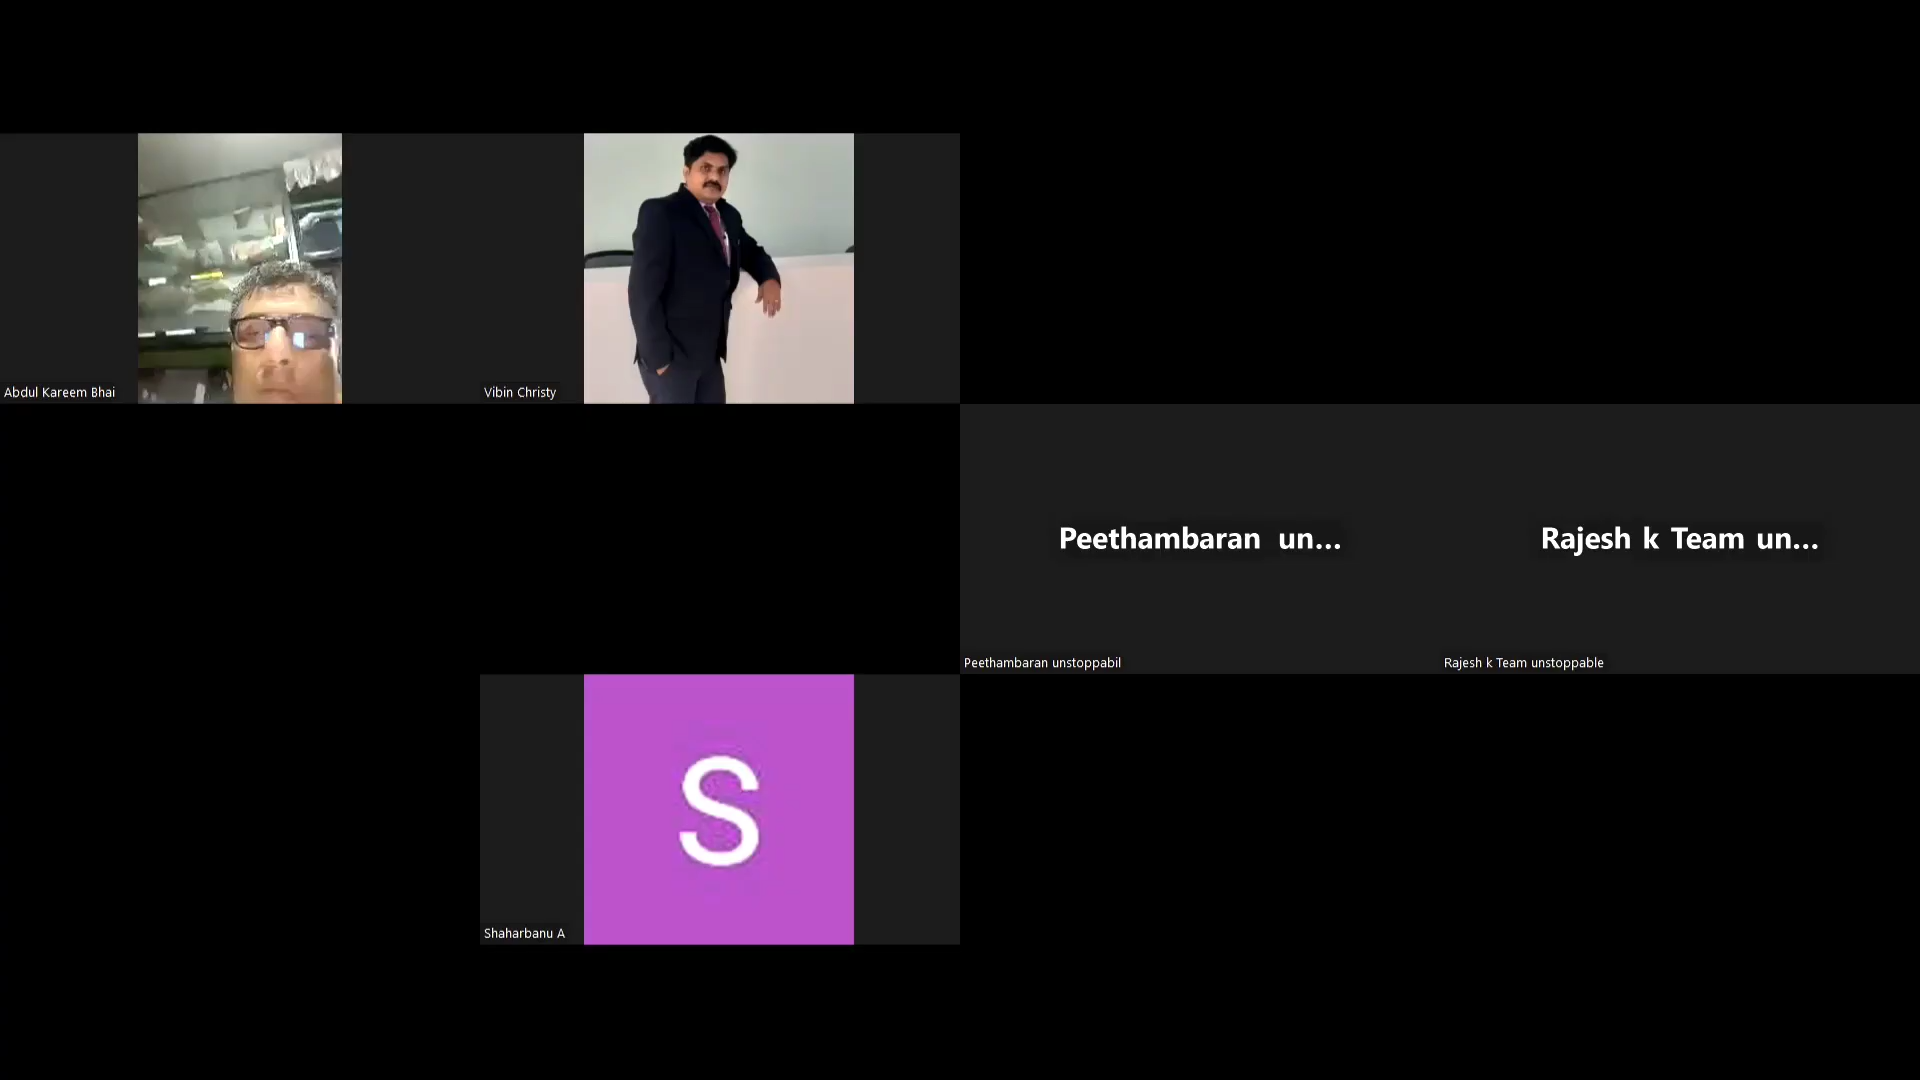 Abdul Kareem Bhai
Vibin Christy
Peethambaran un...
Rajesh k Team un...
Peethambaran unstoppabil
Rajesh k Team unstoppable
S
Shaharbanu A